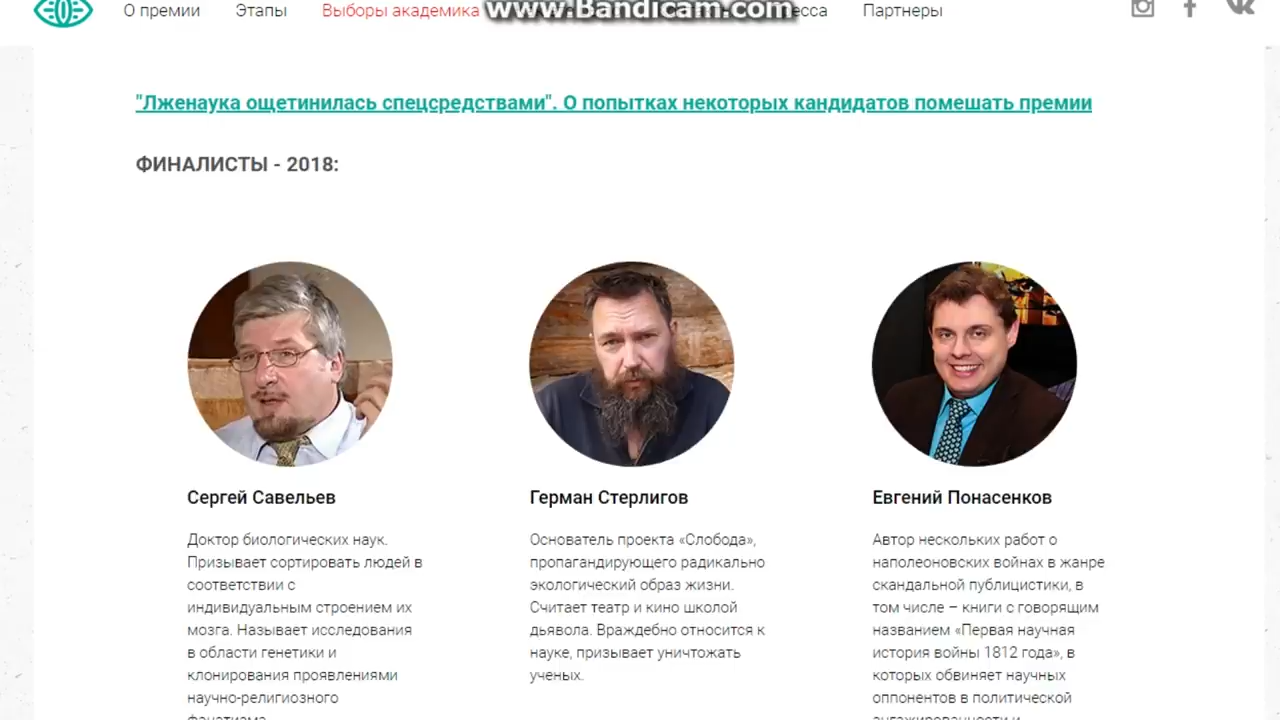 О премии Этапы Выборы академика www.Bandicam.com есса Партнеры
"Лженаука ощетинилась спецсредствами". О попытках некоторых кандидатов помешать премии
ФИНАЛИСТЫ - 2018:
Сергей Савельев
Доктор биологических наук.
Призывает сортировать людей в
соответствии с
индивидуальным строением их
мозга. Называет исследования
в области генетики и
клонирования проявлениями
научно-религиозного
фанатизма.
Герман Стерлигов
Основатель проекта «Слобода»,
пропагандирующего радикально
экологический образ жизни.
Считает театр и кино школой
дьявола. Враждебно относится к
науке, призывает уничтожать
ученых.
Евгений Понасенков
Автор нескольких работ о
наполеоновских войнах в жанре
скандальной публицистики, в
том числе – книги с говорящим
названием «Первая научная
история войны 1812 года», в
которых обвиняет научных
оппонентов в политической
ангажированности и